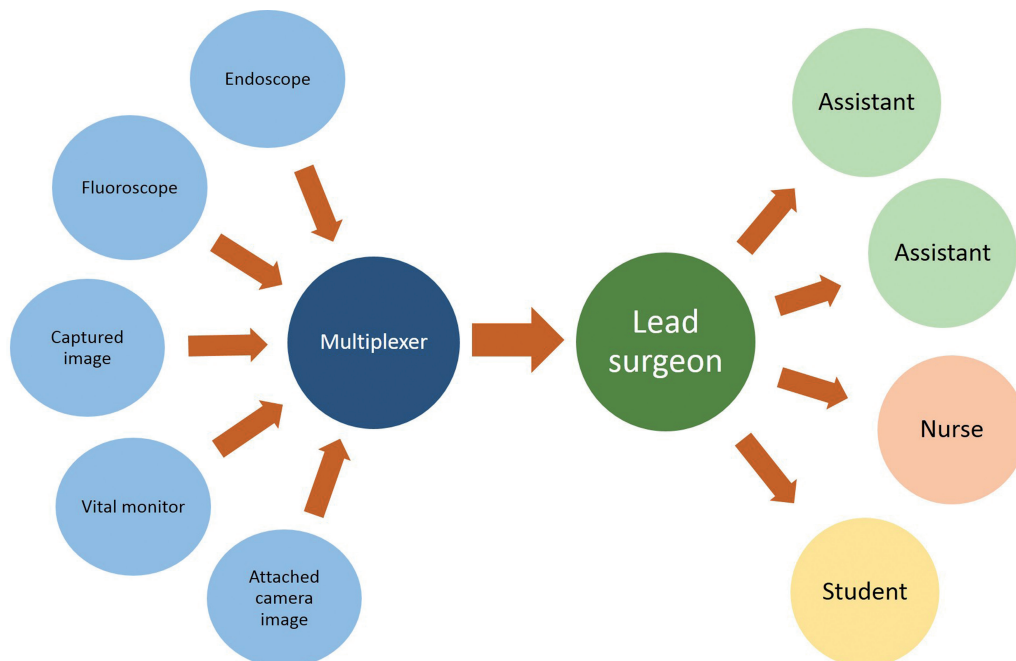 Endoscope
Fluoroscope
Captured
image
Vital monitor
Attached
camera
image
Multiplexer
Lead
surgeon
Assistant
Assistant
Nurse
Student